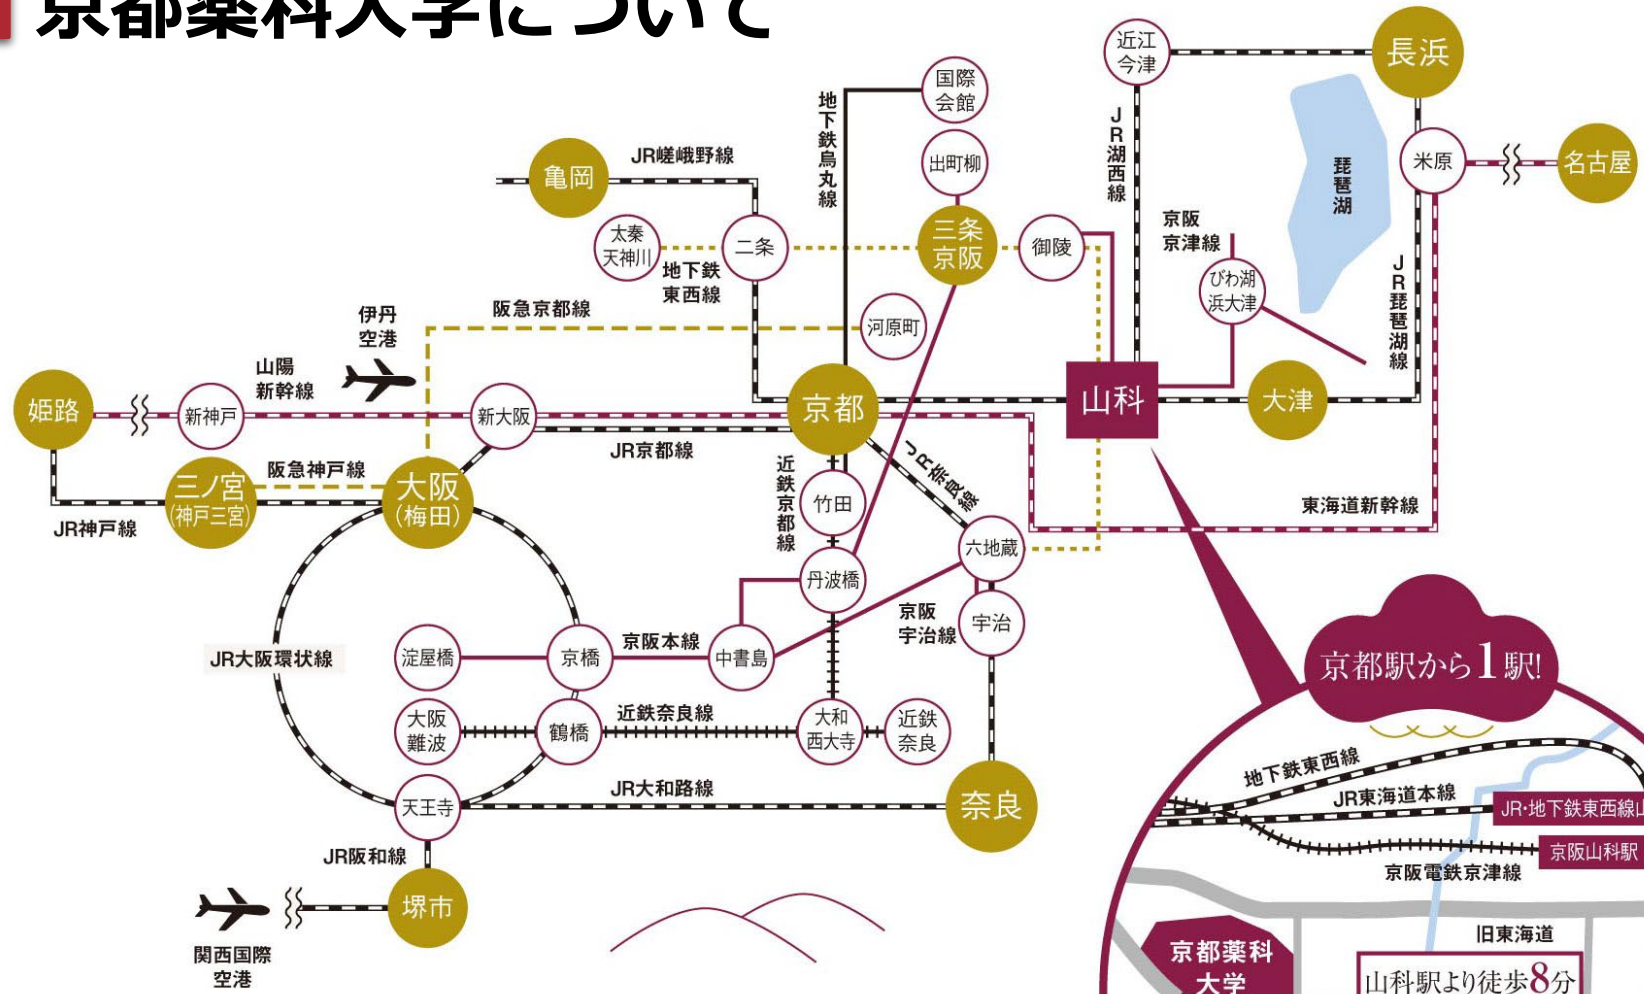 京都薬科大学について
近江
今津
長浜
国際
会館
地下鉄烏丸線
JR湖西線
出町柳
JR嵯峨野線
亀岡
米原
名古屋
琵琶湖
太秦
天神川
二条
三条
京阪
御陵
京阪
京津線
地下鉄
東西線
びわ湖
浜大津
JR琵琶湖線
阪急京都線
伊丹
空港
河原町
山陽
新幹線
姫路
新神戸
新大阪
京都
山科
大津
JR京都線
阪急神戸線
三ノ宮
(神戸三宮)
大阪
(梅田)
JR神戸線
近鉄京都線
JR奈良線
竹田
東海道新幹線
六地蔵
丹波橋
京阪
宇治線
宇治
JR大阪環状線
淀屋橋
京橋
京阪本線
中書島
京都駅から1駅!
大阪
難波
鶴橋
近鉄奈良線
大和
西大寺
近鉄
奈良
地下鉄東西線
JR東海道本線
天王寺
JR大和路線
奈良
JR・地下鉄東西線山
京阪山科駅
JR阪和線
京阪電鉄京津線
堺市
関西国際
空港
旧東海道
京都薬科
大学
山科駅より徒歩8分